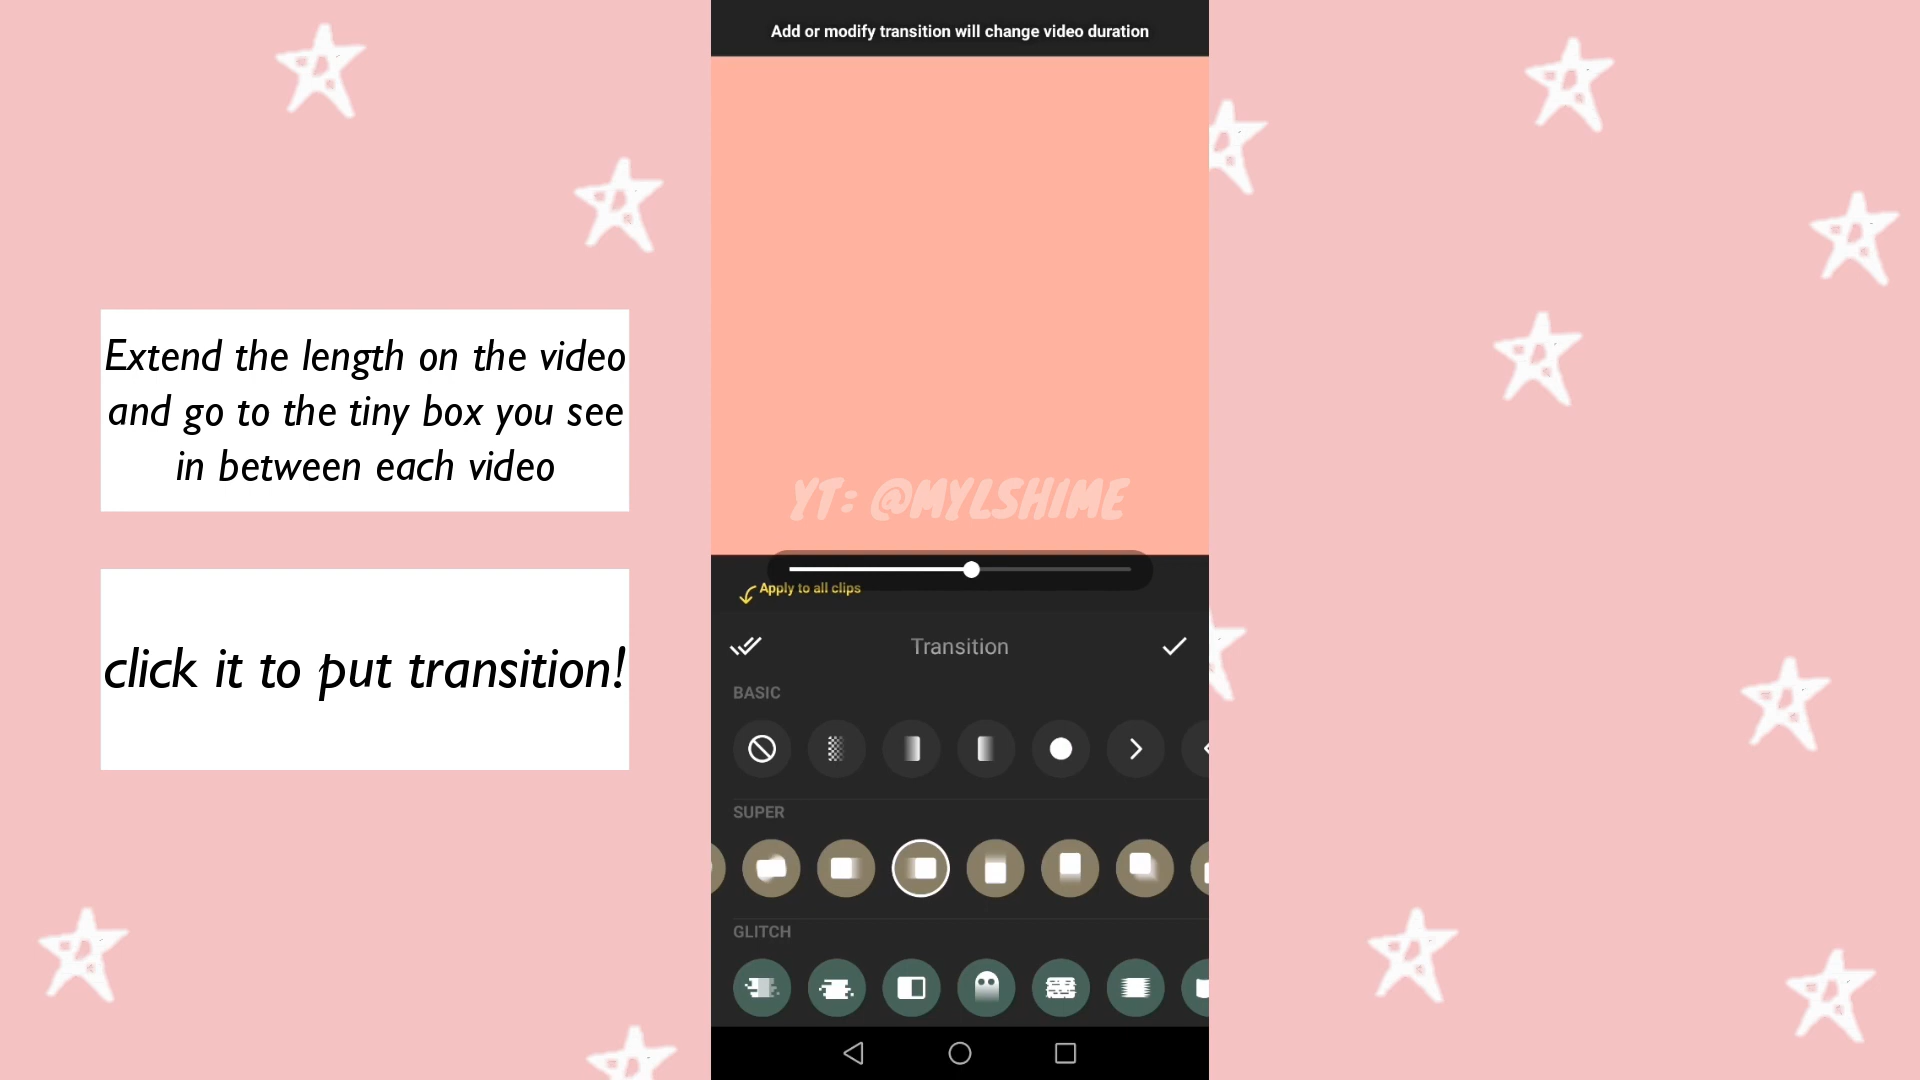 Add or modify transition will change video duration
Extend the length on the video
and go to the tiny box you see
in between each video
click it to put transition!
YT: @MYLSHIME
Apply to all clips
Transition
BASIC
SUPER
GLITCH